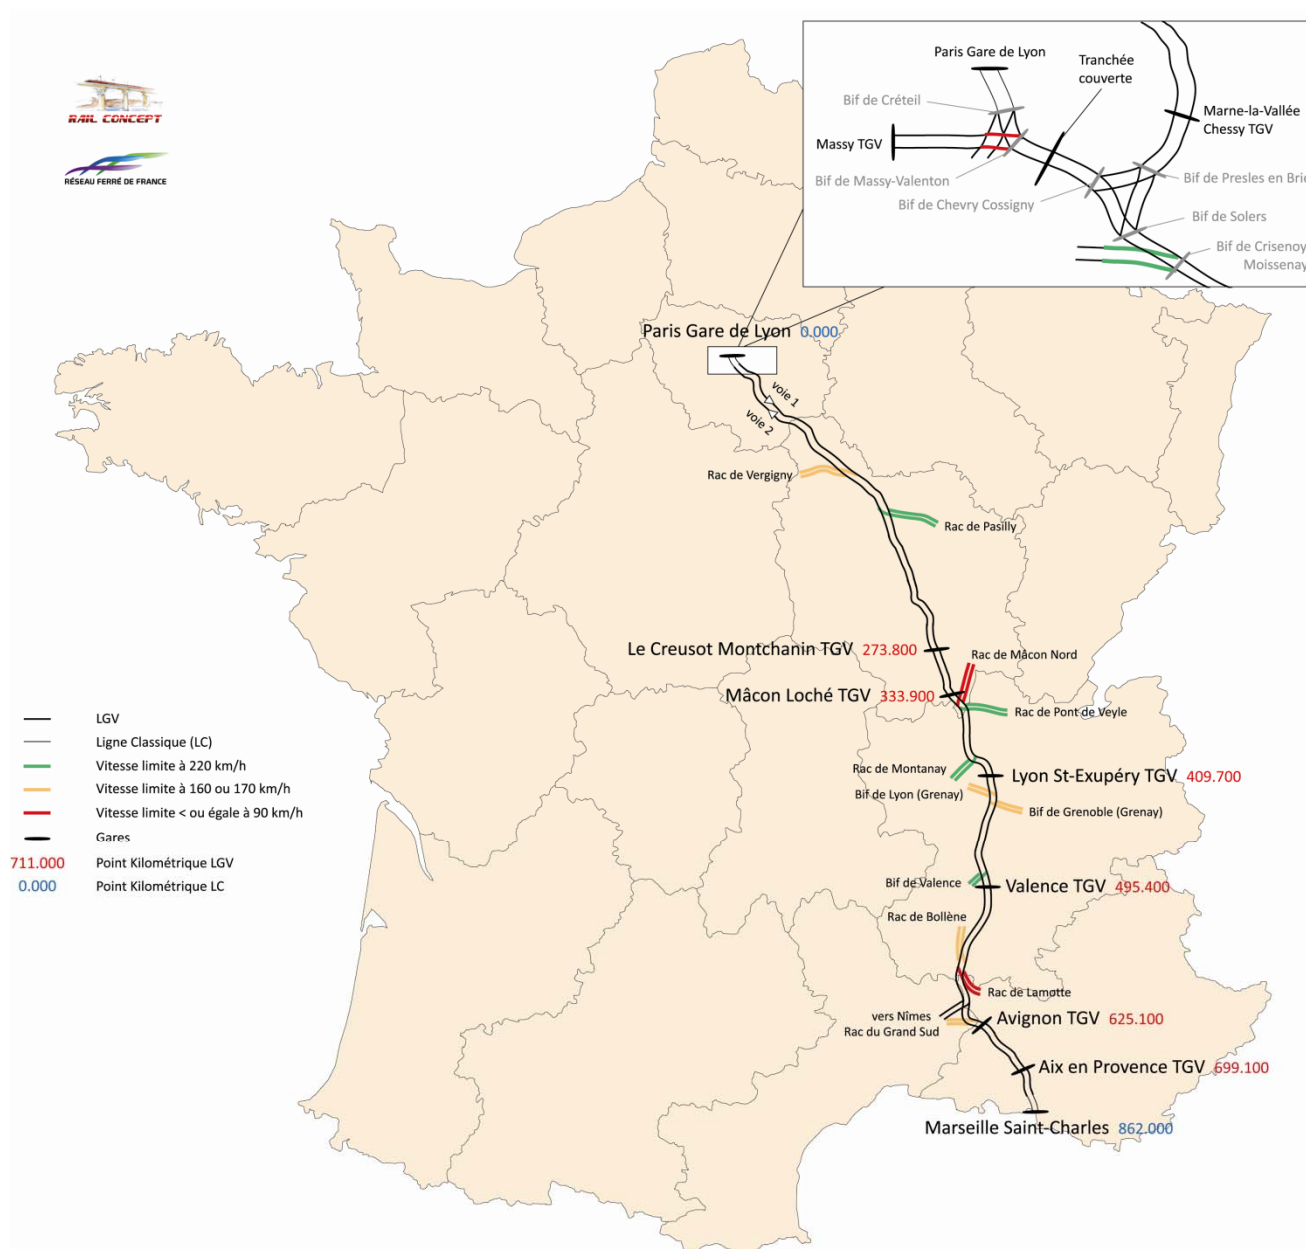 RAIL CONCEPT
RÉSEAU FERRÉ DE FRANCE
Paris Gare de Lyon
Tranchée
couverte
Bif de Créteil
Marne-la-Vallée
Chessy TGV
Massy TGV
Bif de Massy-Valenton
Bif de Presles en Brie
Bif de Chevry Cossigny
Bif de Solers
Bif de Crisenoy
Moissenay
Paris Gare de Lyon 0.000
voie 1
voie 2
Rac de Vergigny
Rac de Pasilly
Le Creusot Montchanin TGV 273.800
Rac de Mâcon Nord
Mâcon Loché TGV 333.900
Rac de Pont de Veyle
LGV
Ligne Classique (LC)
Vitesse limite à 220 km/h
Vitesse limite à 160 ou 170 km/h
Vitesse limite < ou égale à 90 km/h
Gares
711.000 Point Kilométrique LGV
0.000 Point Kilométrique LC
Rac de Montanay
Lyon St-Exupéry TGV 409.700
Bif de Lyon (Grenay)
Bif de Grenoble (Grenay)
Bif de Valence
Valence TGV 495.400
Rac de Bollène
Rac de Lamotte
vers Nîmes
Rac du Grand Sud
Avignon TGV 625.100
Aix en Provence TGV 699.100
Marseille Saint-Charles 862.000